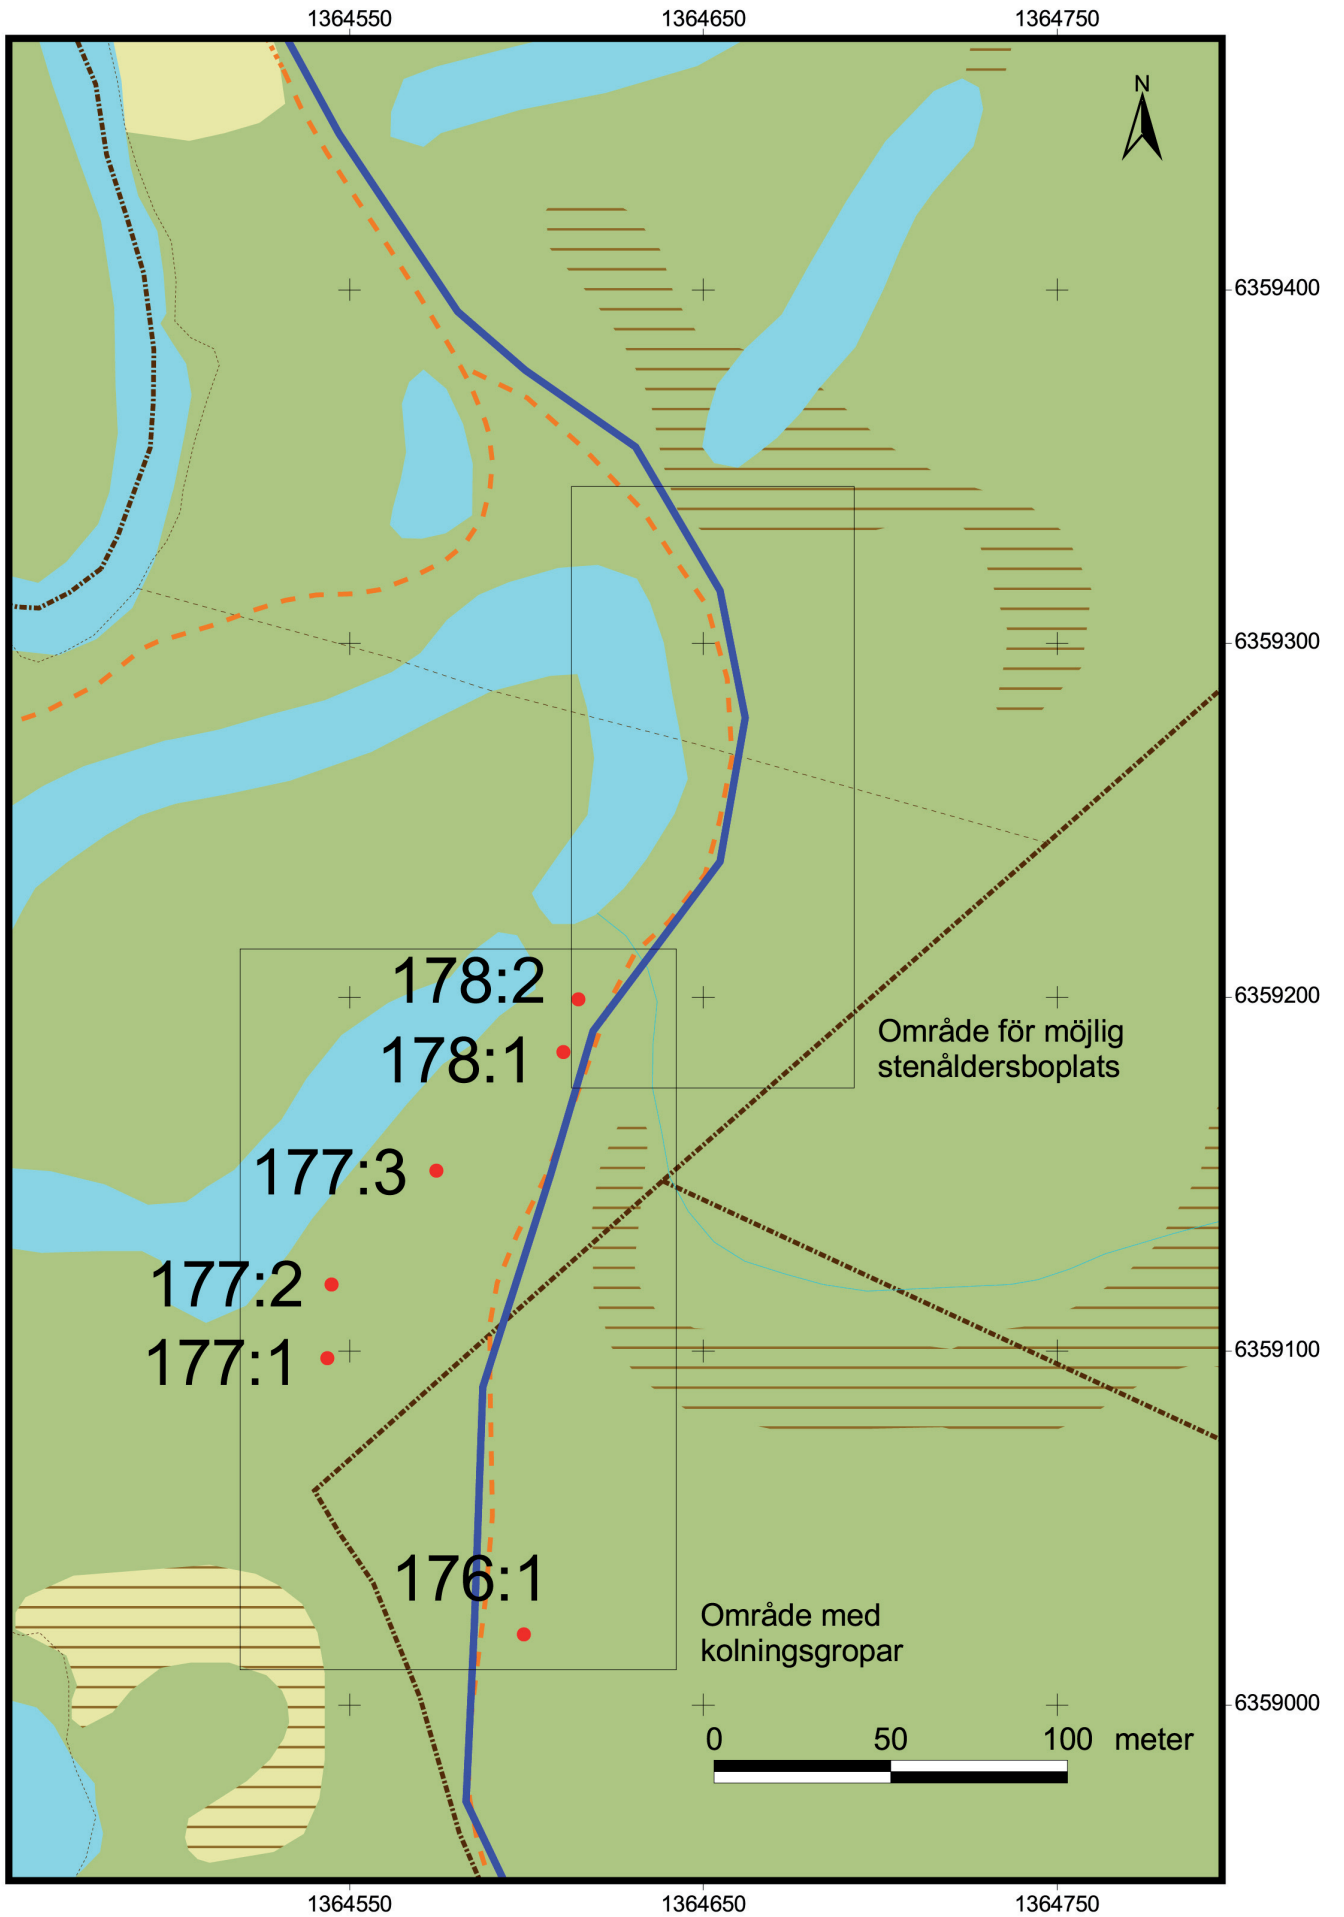 1364550 1364650 1364750
N
6359400
6359300
178:2
6359200
Område för möjlig
stenåldersboplats
178:1
177:3
177:2
6359100
177:1
176:1
Område med
kolningsgropar
6359000
0 50 100 meter
1364550 1364650 1364750